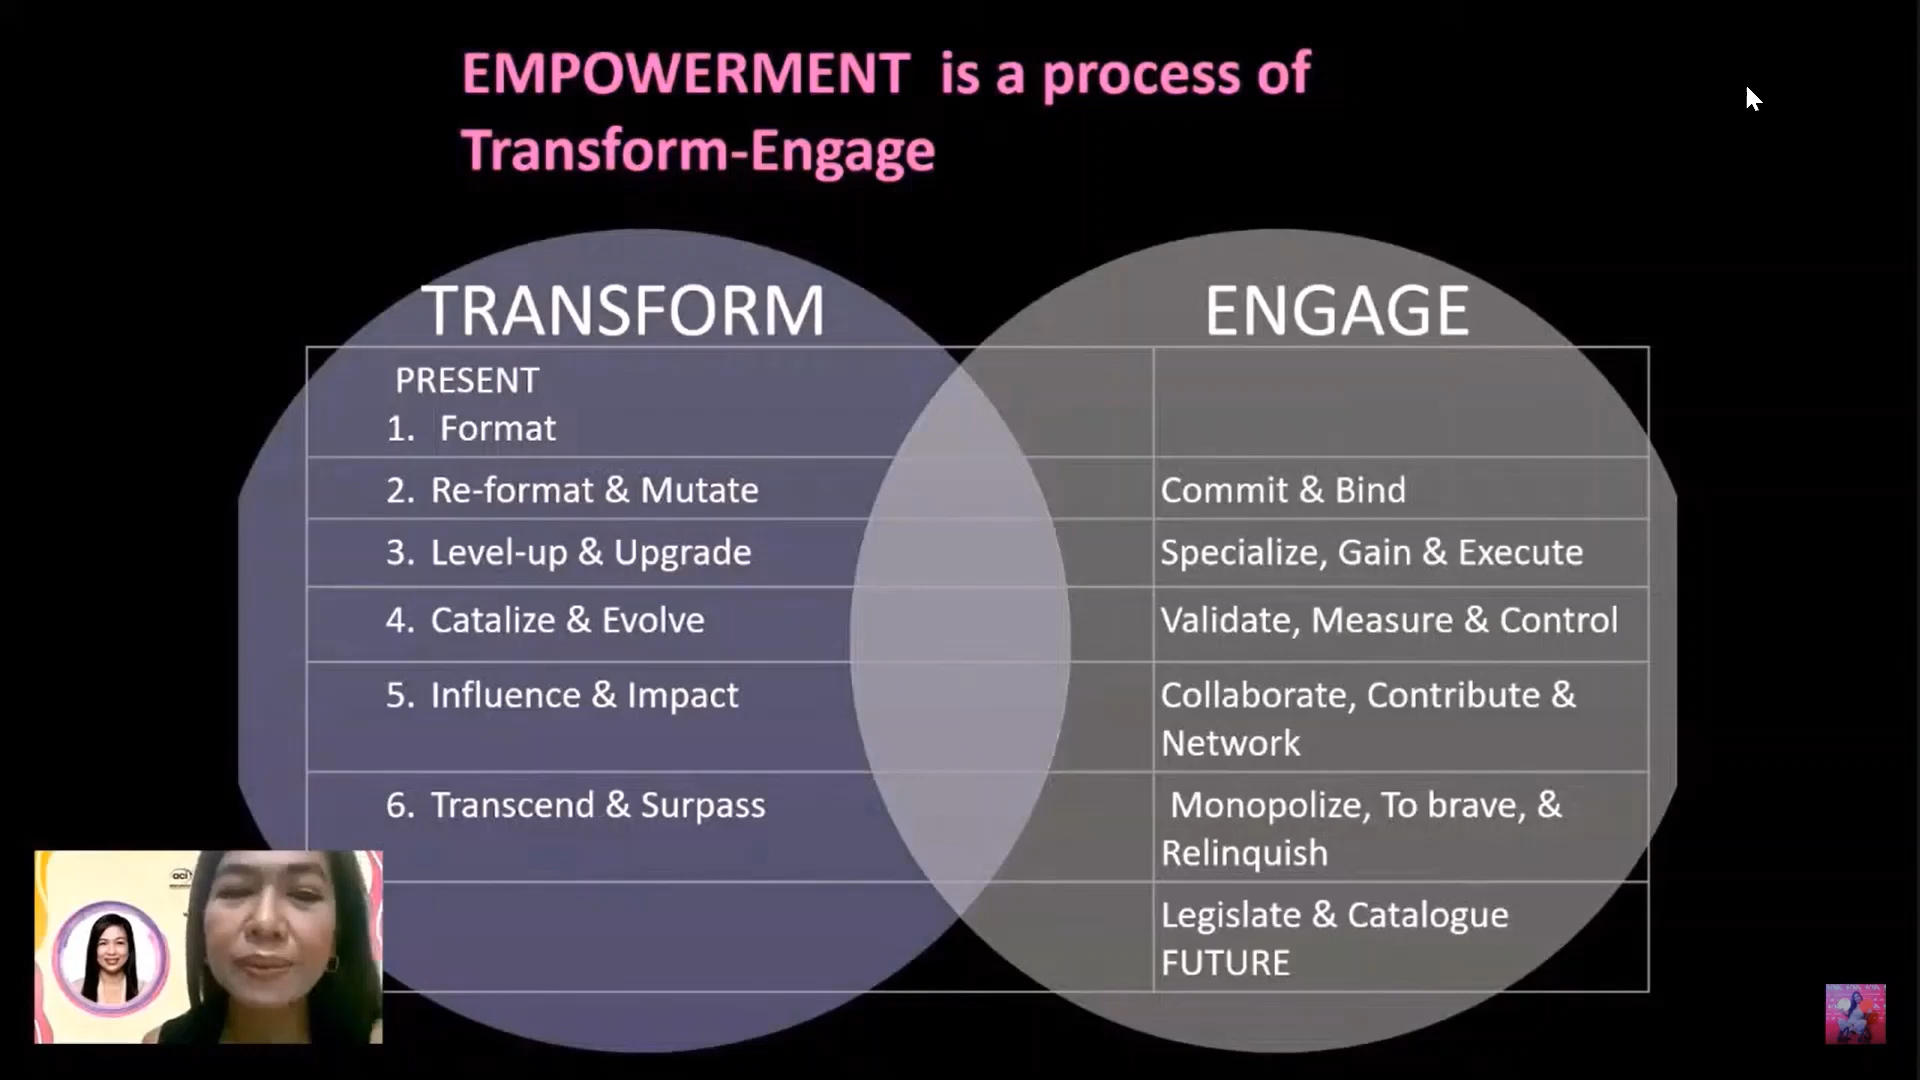 EMPOWERMENT is a process of
Transform-Engage
TRANSFORM
ENGAGE
PRESENT
1. Format
2. Re-format & Mutate
Commit & Bind
3. Level-up & Upgrade
Specialize, Gain & Execute
4. Catalize & Evolve
Validate, Measure & Control
5. Influence & Impact
Collaborate, Contribute &
Network
6. Transcend & Surpass
Monopolize, To brave, &
Relinquish
Legislate & Catalogue
FUTURE
aci